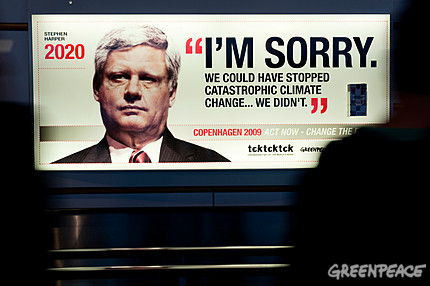 STEPHEN
HARPER
2020
"I'M SORRY.
WE COULD HAVE STOPPED
CATASTROPHIC CLIMATE
CHANGE... WE DIDN'T."
COPENHAGEN 2009 ACT NOW - CHANGE THE
tcktcktck GREENPEACE
GREENPEACE